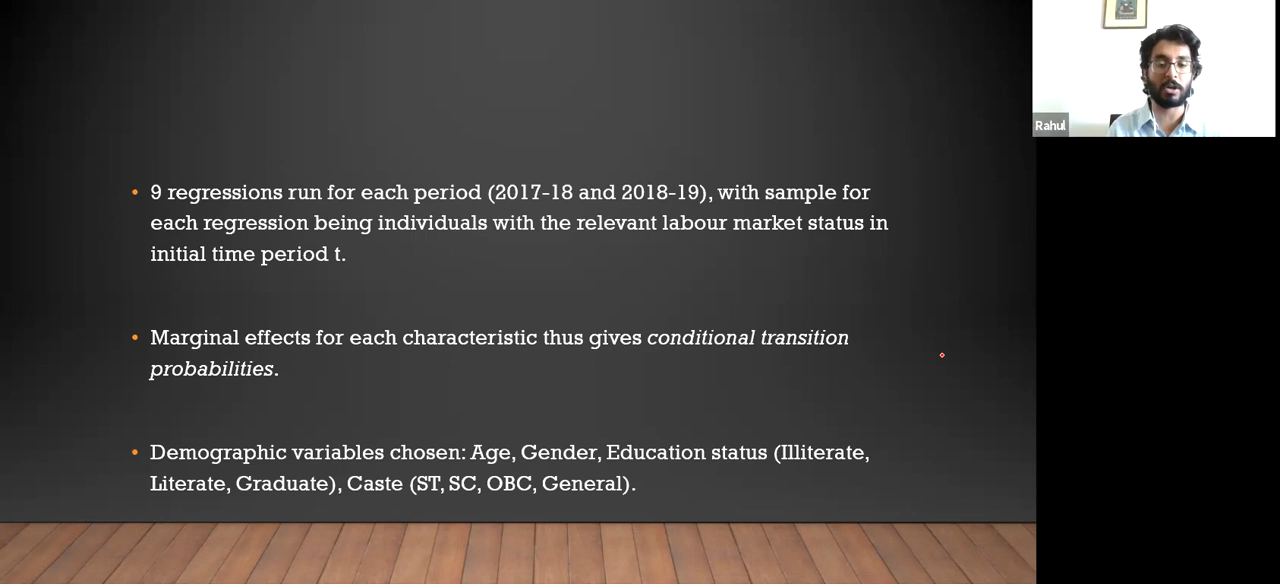 Rahul
• 9 regressions run for each period (2017-18 and 2018-19), with sample for
each regression being individuals with the relevant labour market status in
initial time period t.
• Marginal effects for each characteristic thus gives conditional transition
probabilities.
• Demographic variables chosen: Age, Gender, Education status (Illiterate,
Literate, Graduate), Caste (ST, SC, OBC, General).